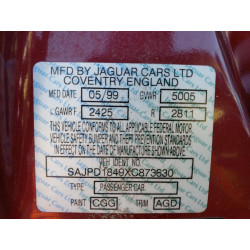 MFD BY JAGUAR CARS LTD
COVENTRY ENGLAND
MFD DATE 05/99 GVWR 5005
GAWRT F 2425 R 2811
THIS VEHICLE CONFORMS TO ALL APPLICABLE FEDERAL MOTOR
VEHICLE SAFETY BUMPER AND THEFT PREVENTION STANDARDS
IN EFFECT ON THE DATE OF MANUFACTURE SHOWN ABOVE
VEH IDENT NO
SAJPD1849XC873630
TYPE PASSENGER CAR
PAINT CGG TRIM AGD